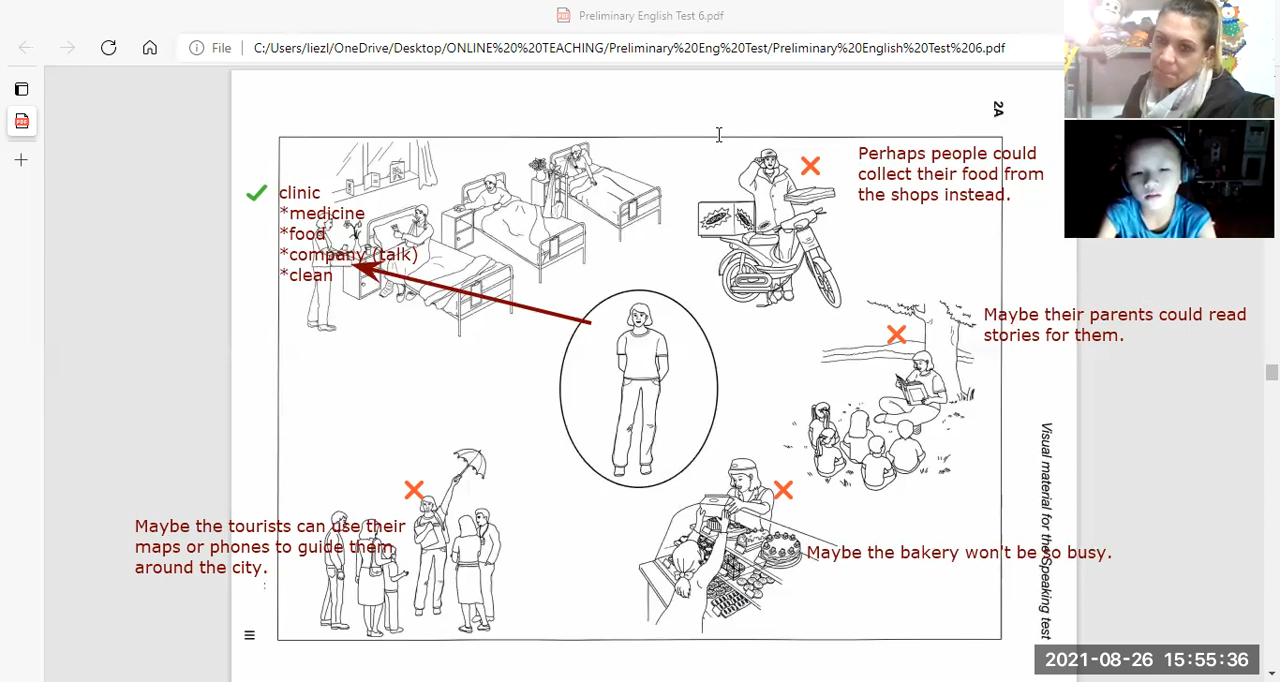 Preliminary English Test 6.pdf
File
C:/Users/liezl/OneDrive/Desktop/ONLINE%20%20TEACHING/Preliminary%20Eng%20Test/Preliminary%20English%20Test%206.pdf
2A
clinic
*medicine
*food
*company (talk)
*clean
Perhaps people could
collect their food from
the shops instead.
Maybe their parents could read
stories for them.
Maybe the tourists can use their
maps or phones to guide them
around the city.
:
Maybe the bakery won't be so busy.
Visual material for the Speaking test
2021-08-26 15:55:36